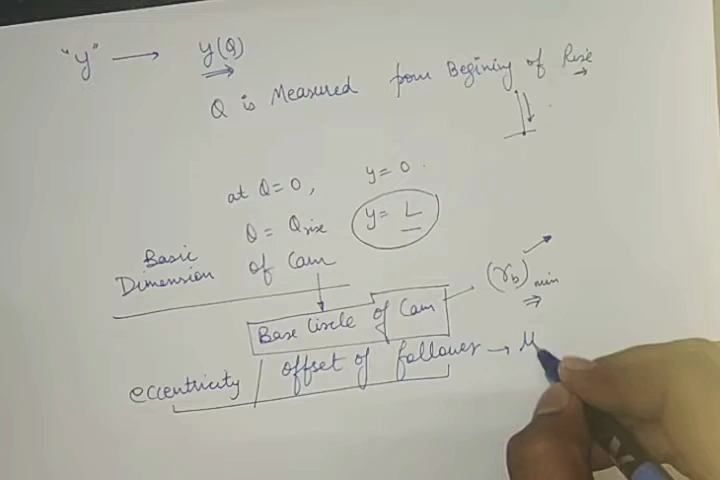 "y" → y(Q)
Q is Measured from Begining of Rise
at Q=0, y=0
Q = Qrise y= L
Basic Dimension of Cam
Base Circle of Cam → (rb)min
eccentricity / offset of follower →